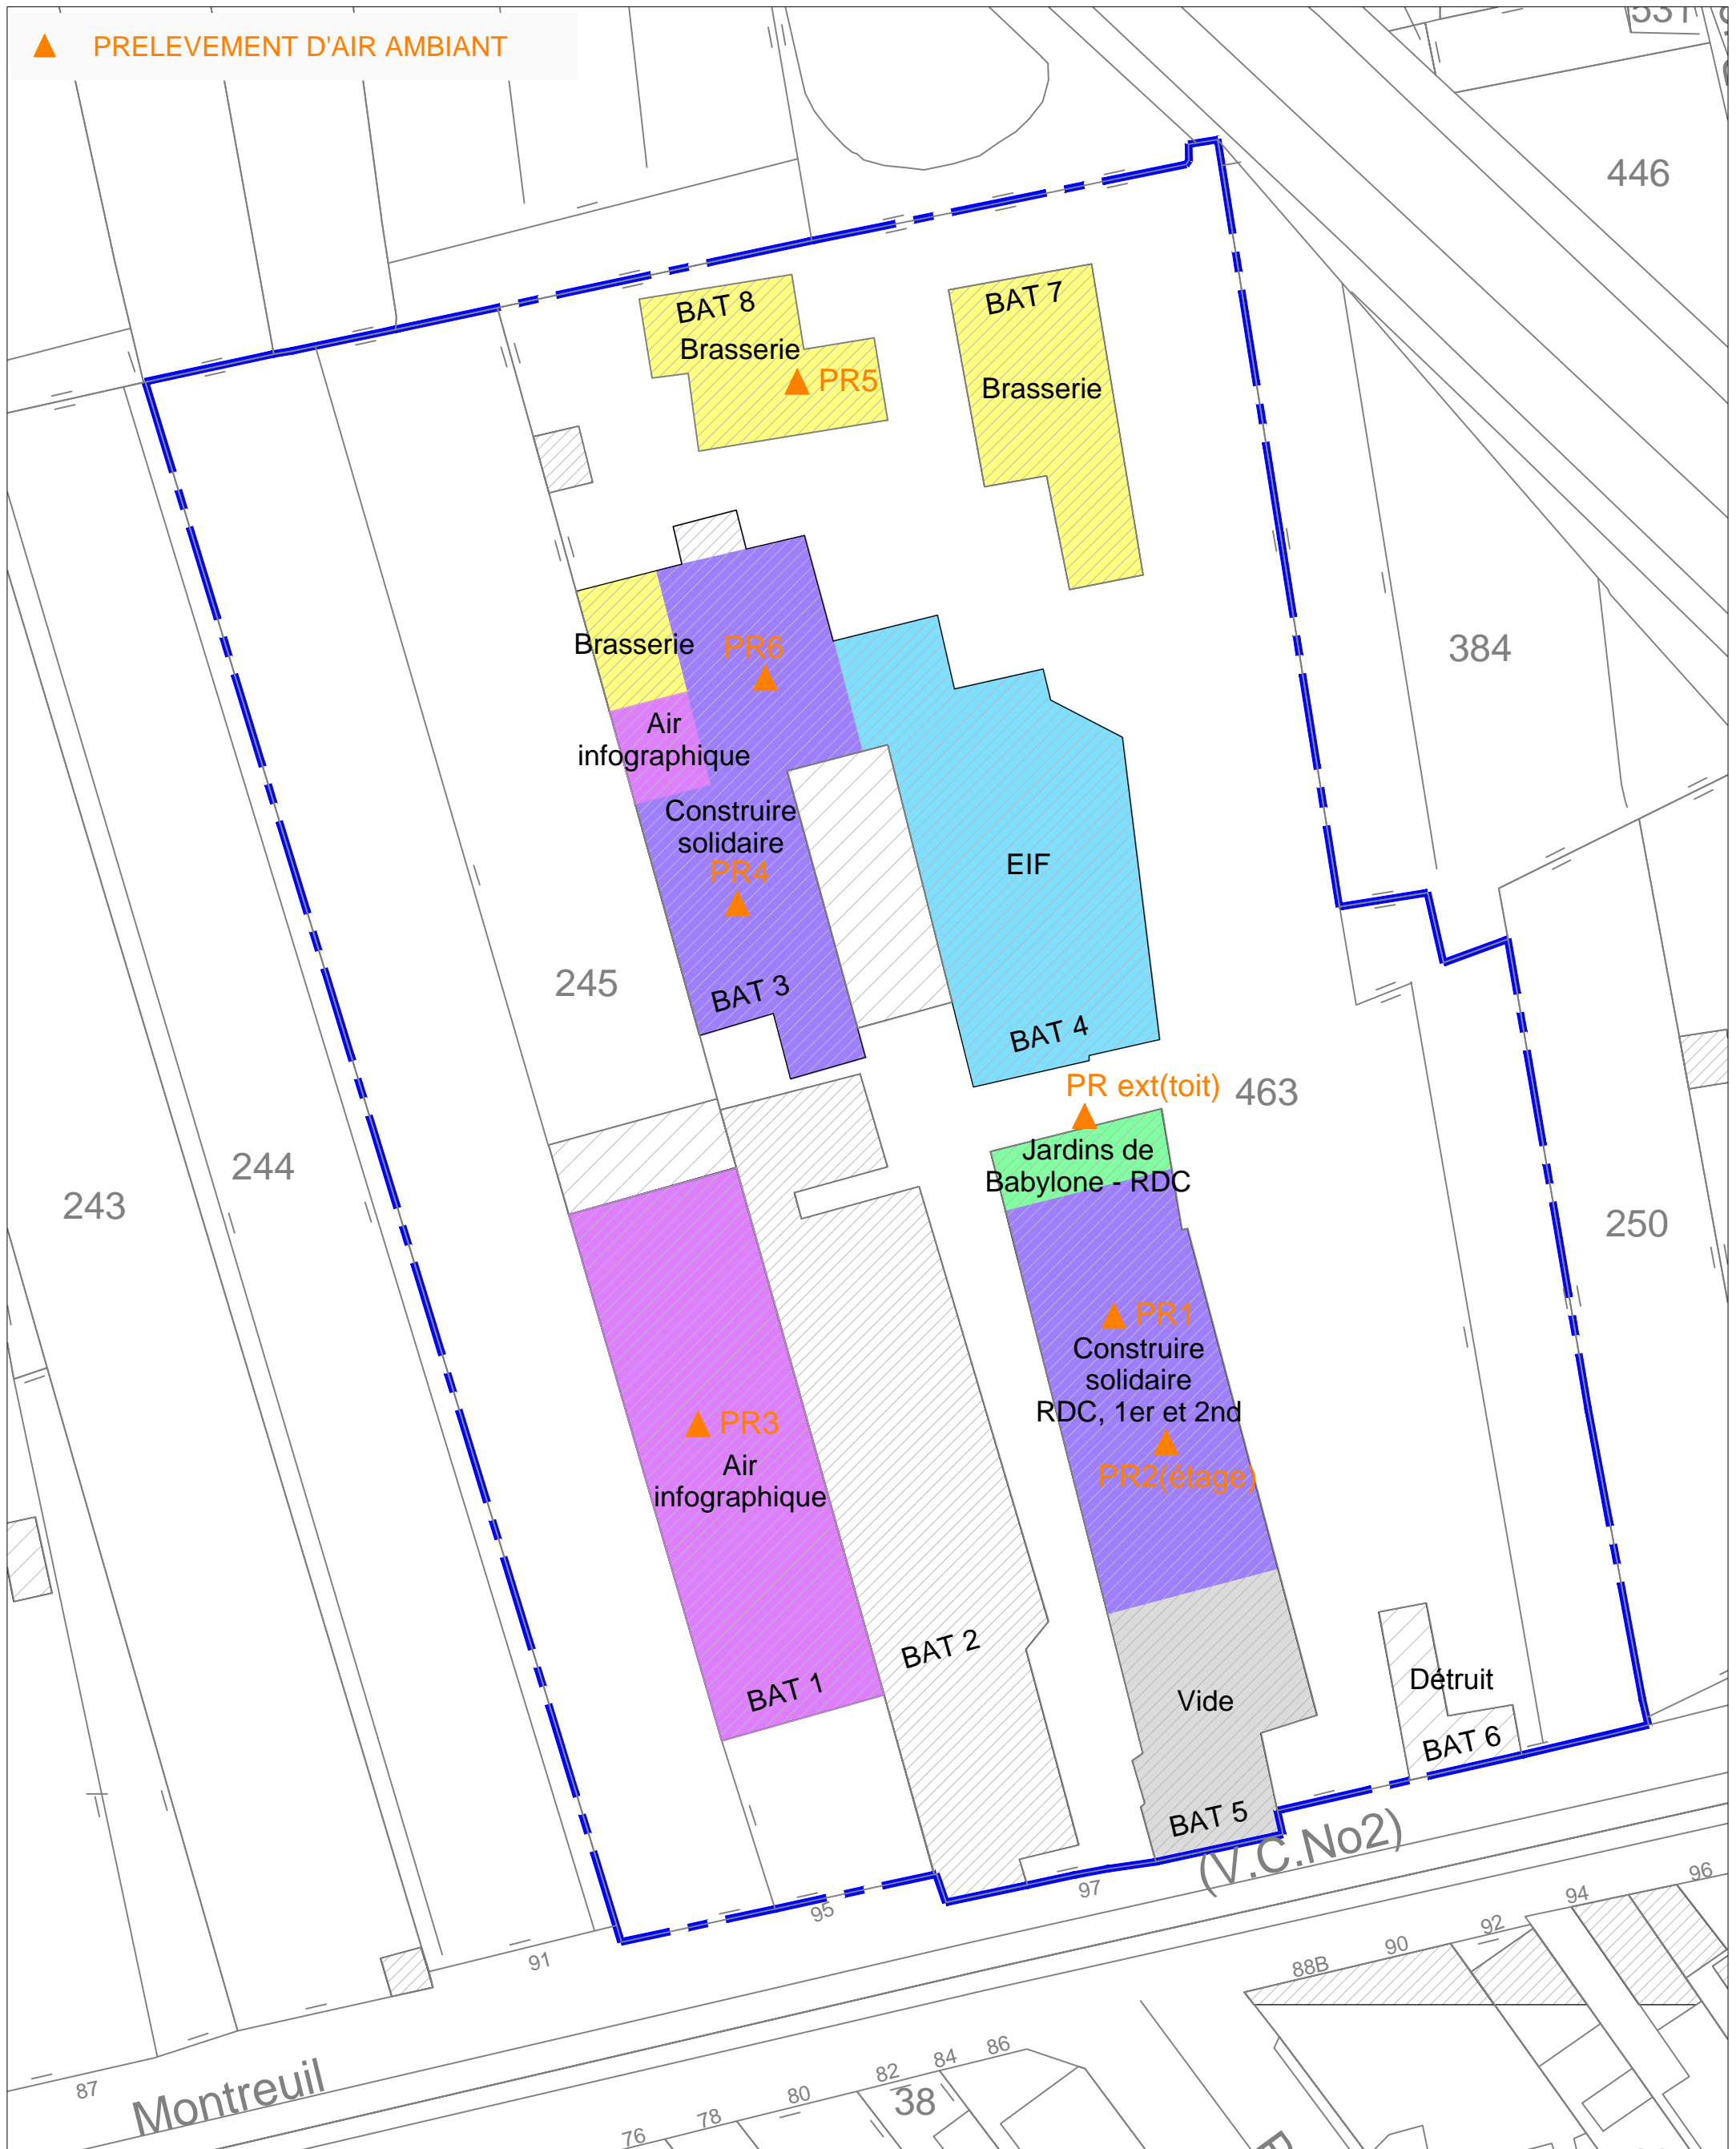 PRELEVEMENT D'AIR AMBIANT
531
446
BAT 8
Brasserie
PR5
BAT 7
Brasserie
384
Brasserie
PR6
Air
infographique
Construire
solidaire
PR4
BAT 3
EIF
BAT 4
245
PR ext(toit)
463
Jardins de
Babylone - RDC
244
243
250
PR1
Construire
solidaire
RDC, 1er et 2nd
PR2(étage)
PR3
Air
infographique
BAT 1
BAT 2
Vide
BAT 5
Détruit
BAT 6
(V.C.No2)
97
95
91
96
94
92
90
88B
87
Montreuil
86
84
82
80
78
76
38